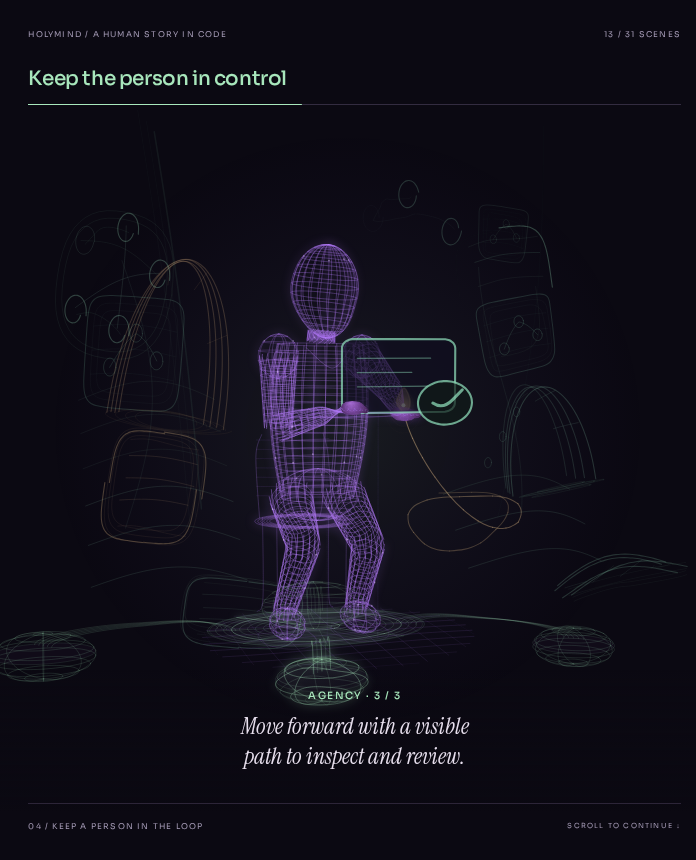 HOLYMIND / A HUMAN STORY IN CODE
13 / 31 SCENES
Keep the person in control
AGENCY · 3 / 3
Move forward with a visible
path to inspect and review.
04 / KEEP A PERSON IN THE LOOP
SCROLL TO CONTINUE ↓